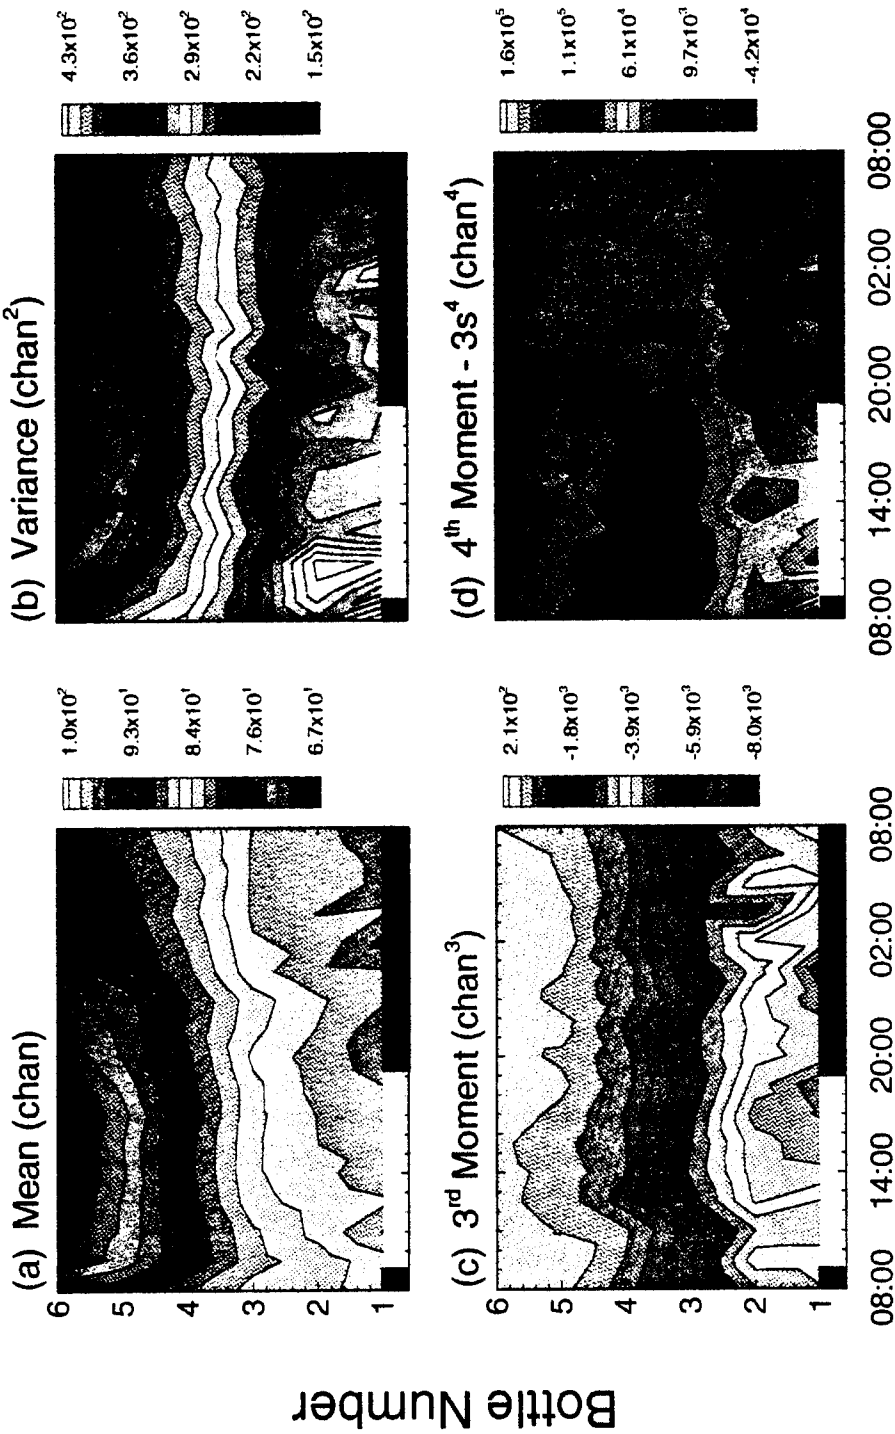 (a) Mean (chan)
1.0x10²
9.3x10¹
8.4x10¹
7.6x10¹
6.7x10¹
(b) Variance (chan²)
4.3x10²
3.6x10²
2.9x10²
2.2x10²
1.5x10²
6
5
4
3
2
1
(c) 3rd Moment (chan³)
2.1x10²
-1.8x10³
-3.9x10³
-5.9x10³
-8.0x10³
(d) 4th Moment - 3s⁴ (chan⁴)
1.6x10⁵
1.1x10⁵
6.1x10⁴
9.7x10³
-4.2x10⁴
6
5
4
3
2
1
08:00 14:00 20:00 02:00 08:00
08:00 14:00 20:00 02:00 08:00
Bottle Number